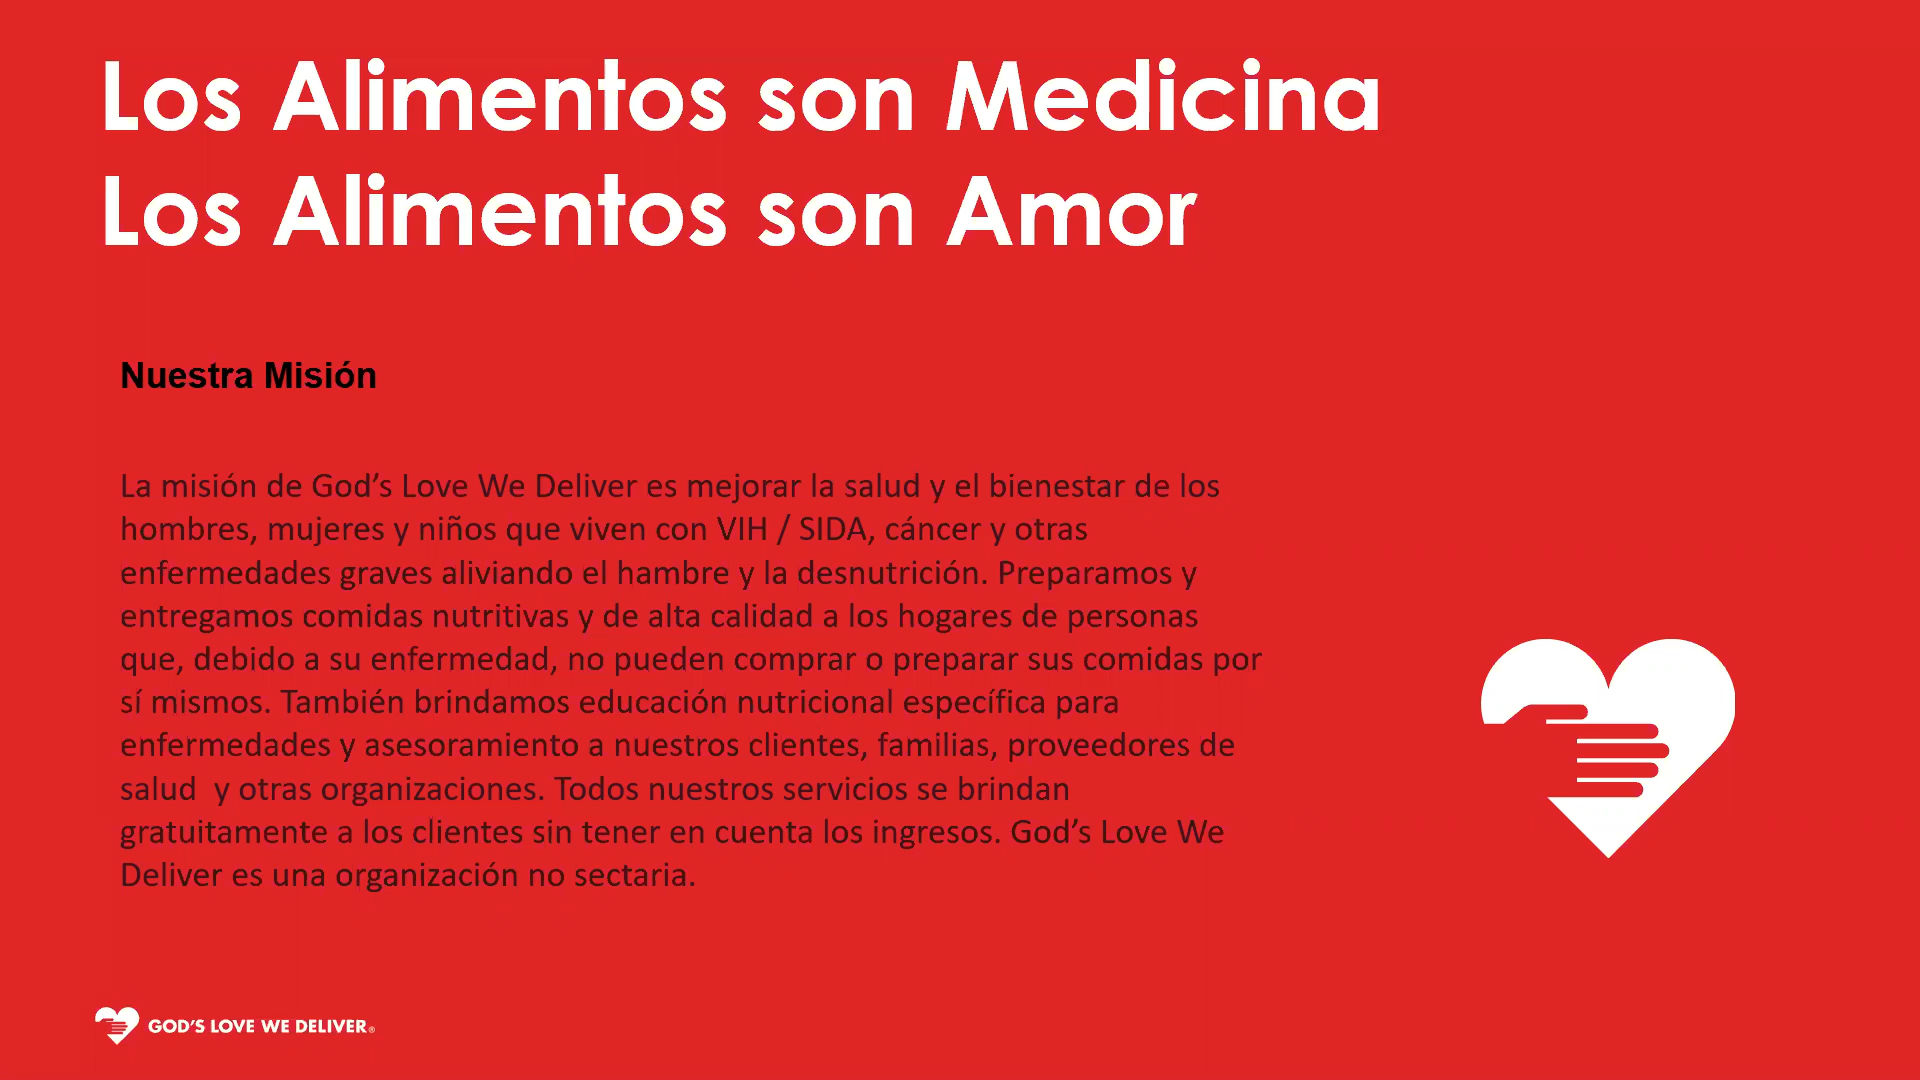 Los Alimentos son Medicina
Los Alimentos son Amor
Nuestra Misión
La misión de God’s Love We Deliver es mejorar la salud y el bienestar de los
hombres, mujeres y niños que viven con VIH / SIDA, cáncer y otras
enfermedades graves aliviando el hambre y la desnutrición. Preparamos y
entregamos comidas nutritivas y de alta calidad a los hogares de personas
que, debido a su enfermedad, no pueden comprar o preparar sus comidas por
sí mismos. También brindamos educación nutricional específica para
enfermedades y asesoramiento a nuestros clientes, familias, proveedores de
salud  y otras organizaciones. Todos nuestros servicios se brindan
gratuitamente a los clientes sin tener en cuenta los ingresos. God’s Love We
Deliver es una organización no sectaria.
GOD’S LOVE WE DELIVER®